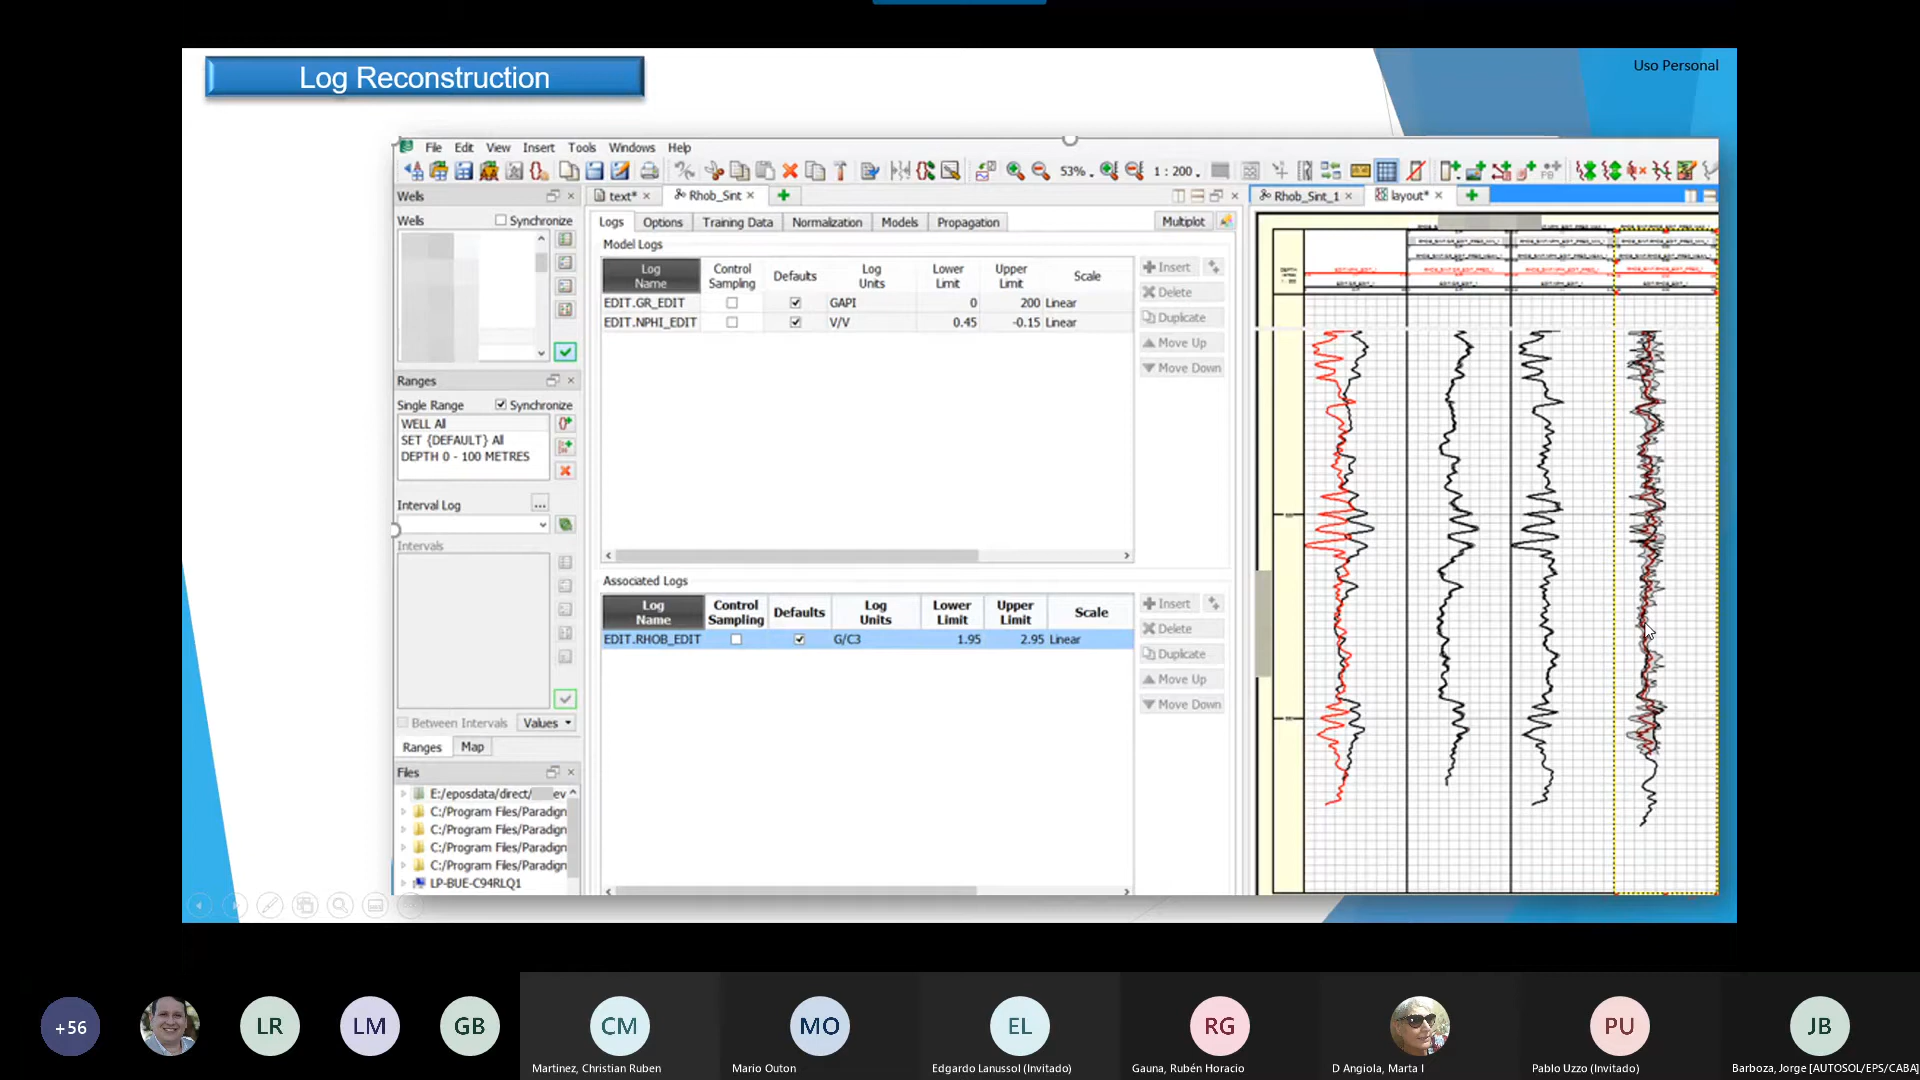 Log Reconstruction
Uso Personal
File Edit View Insert Tools Windows Help
53% 1 : 200
Wells
text* Rhob_Sint
Rhob_Sint_1 layout*
Wells Synchronize
Logs Options Training Data Normalization Models Propagation Multiplot
Model Logs
Log Name Control Sampling Defaults Log Units Lower Limit Upper Limit Scale
EDIT.GR_EDIT GAPI 0 200 Linear
EDIT.NPHI_EDIT V/V 0.45 -0.15 Linear
Insert
Delete
Duplicate
Move Up
Move Down
Ranges
Single Range Synchronize
WELL All
SET {DEFAULT} All
DEPTH 0 - 100 METRES
Interval Log
...
Intervals
Between Intervals Values
Ranges Map
Associated Logs
Log Name Control Sampling Defaults Log Units Lower Limit Upper Limit Scale
EDIT.RHOB_EDIT G/C3 1.95 2.95 Linear
Insert
Delete
Duplicate
Move Up
Move Down
Files
E:/eposdata/direct/ ev
C:/Program Files/Paradign
C:/Program Files/Paradign
C:/Program Files/Paradign
C:/Program Files/Paradign
LP-BUE-C94RLQ1
+56 LR LM GB CM MO EL RG PU JB
Martinez, Christian Ruben
Mario Outon
Edgardo Lanussol (Invitado)
Gauna, Rubén Horacio
D Angiola, Marta I
Pablo Uzzo (Invitado)
Barboza, Jorge [AUTOSOL/EPS/CABA]